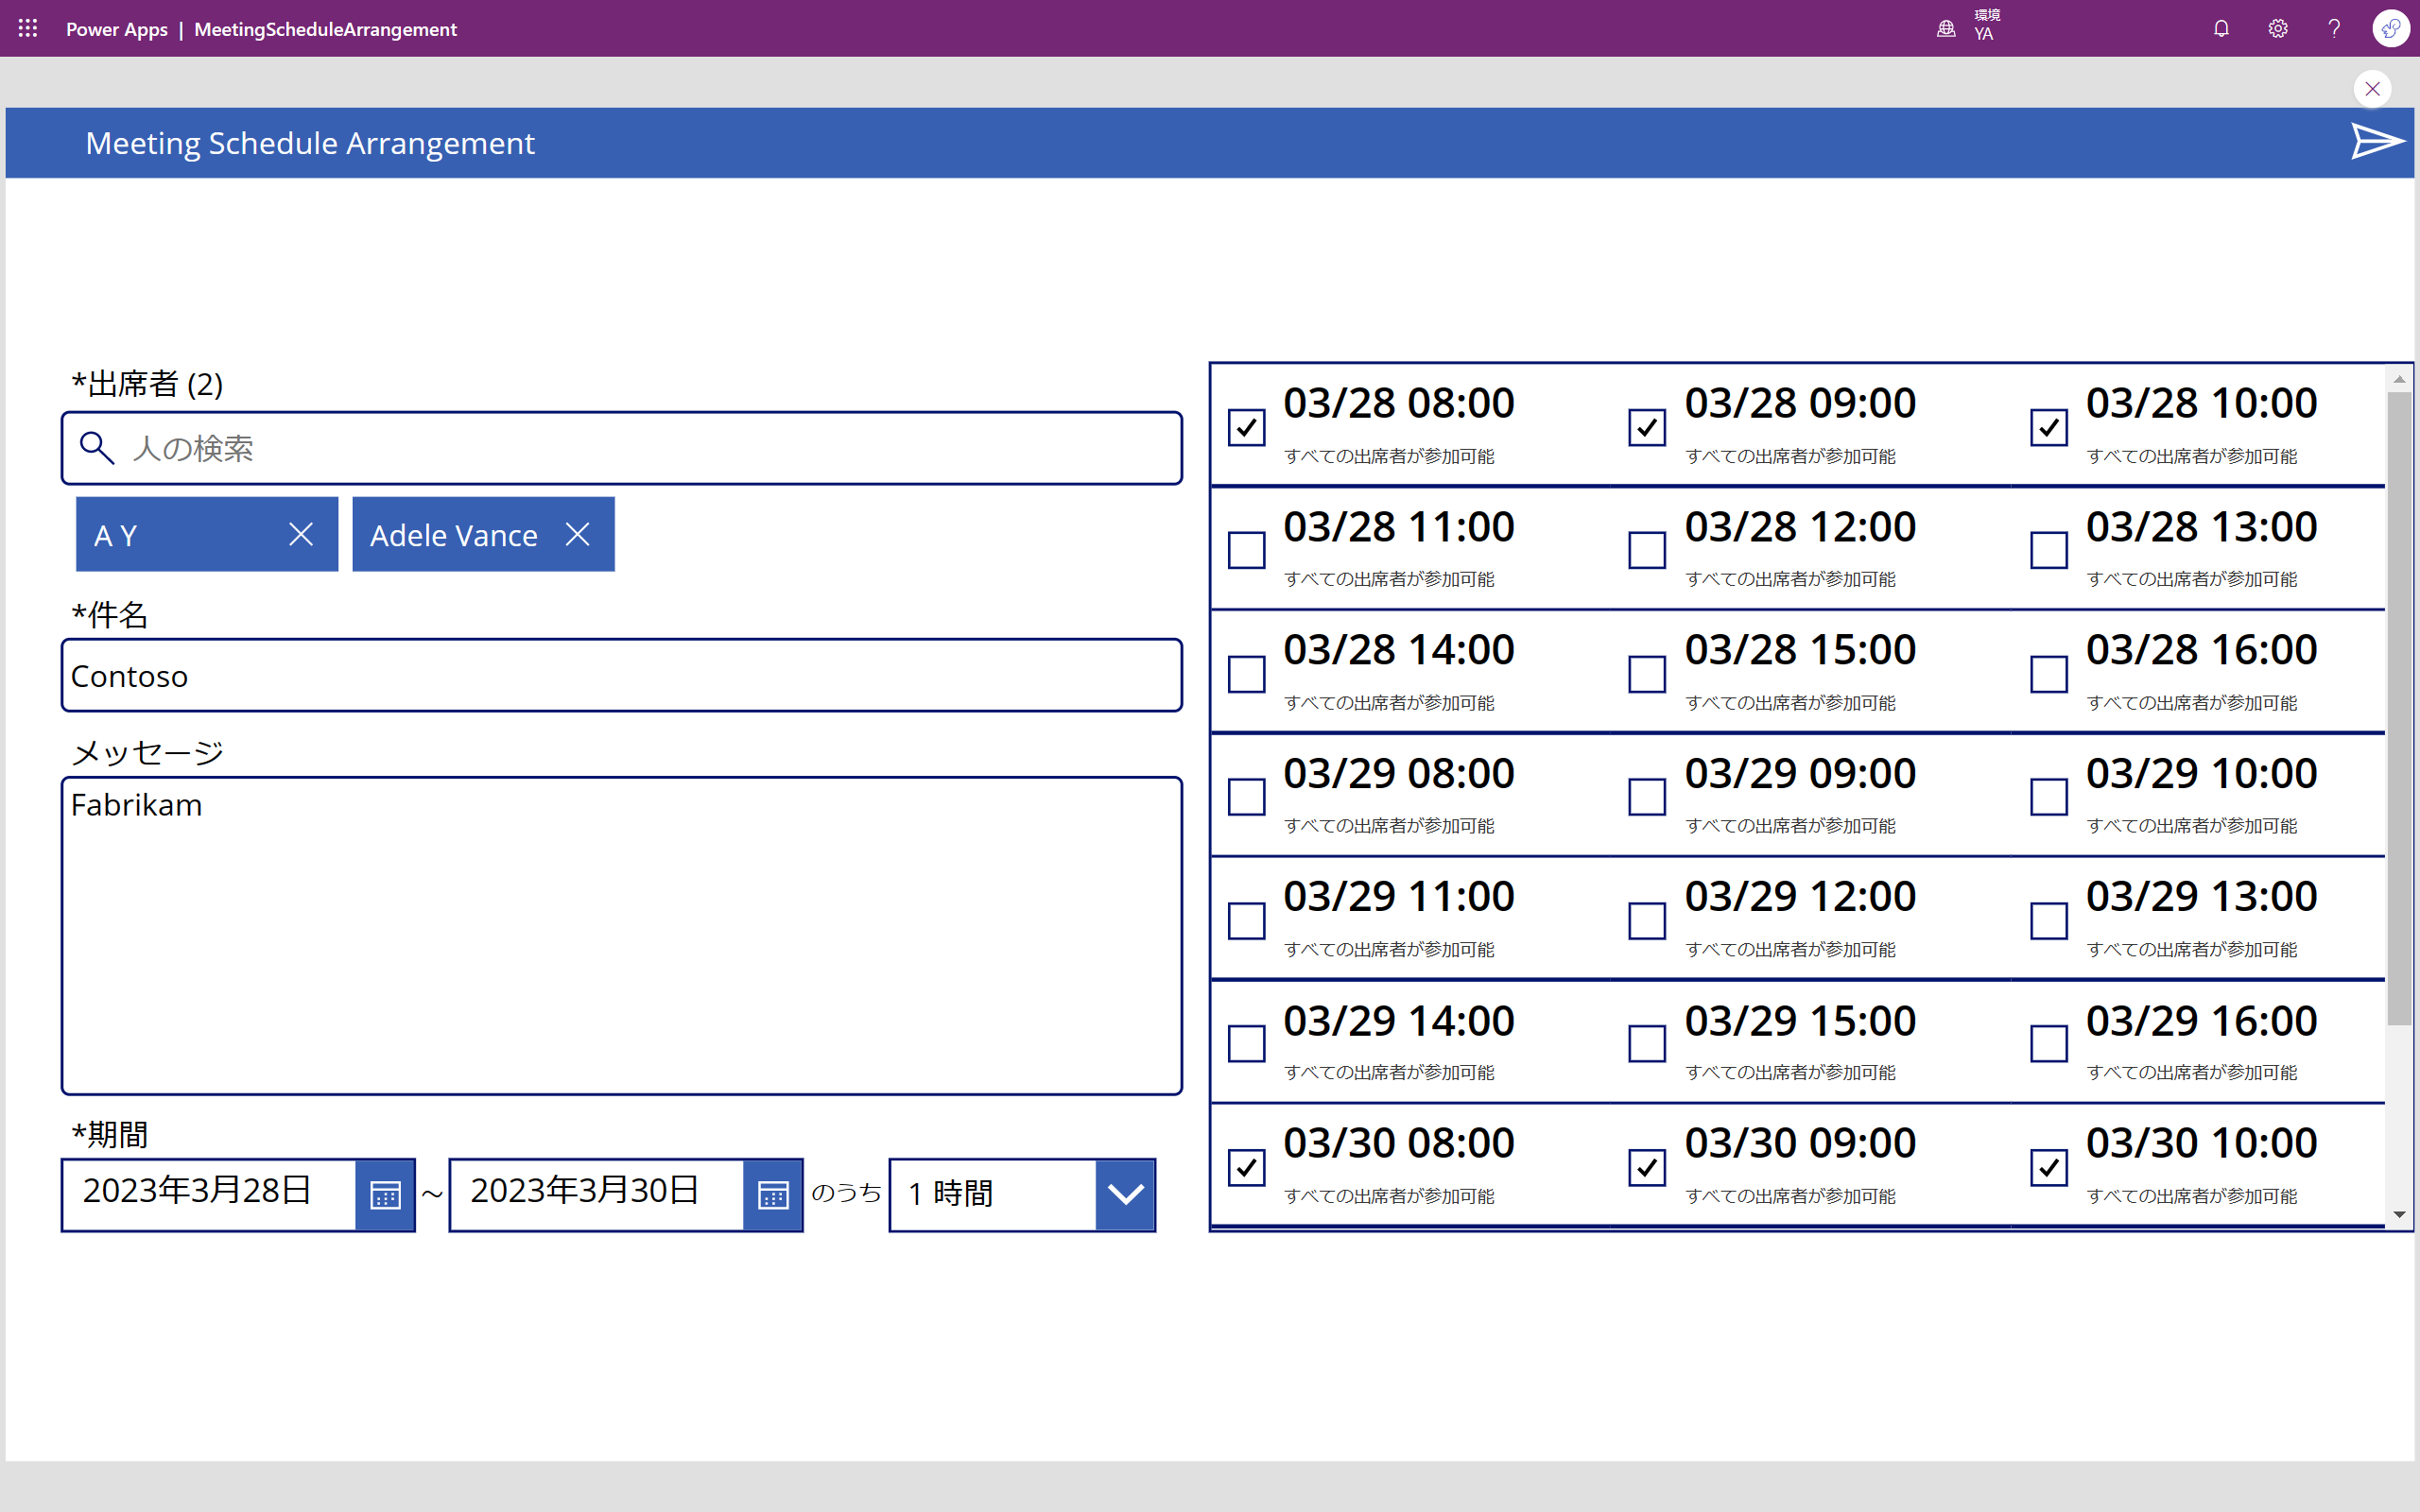 Power Apps | MeetingScheduleArrangement
環境
YA
Meeting Schedule Arrangement
*出席者 (2)
人の検索
A Y
Adele Vance
*件名
Contoso
メッセージ
Fabrikam
*期間
2023年3月28日 ～ 2023年3月30日 のうち 1 時間
03/28 08:00 03/28 09:00 03/28 10:00
すべての出席者が参加可能 すべての出席者が参加可能 すべての出席者が参加可能
03/28 11:00 03/28 12:00 03/28 13:00
すべての出席者が参加可能 すべての出席者が参加可能 すべての出席者が参加可能
03/28 14:00 03/28 15:00 03/28 16:00
すべての出席者が参加可能 すべての出席者が参加可能 すべての出席者が参加可能
03/29 08:00 03/29 09:00 03/29 10:00
すべての出席者が参加可能 すべての出席者が参加可能 すべての出席者が参加可能
03/29 11:00 03/29 12:00 03/29 13:00
すべての出席者が参加可能 すべての出席者が参加可能 すべての出席者が参加可能
03/29 14:00 03/29 15:00 03/29 16:00
すべての出席者が参加可能 すべての出席者が参加可能 すべての出席者が参加可能
03/30 08:00 03/30 09:00 03/30 10:00
すべての出席者が参加可能 すべての出席者が参加可能 すべての出席者が参加可能